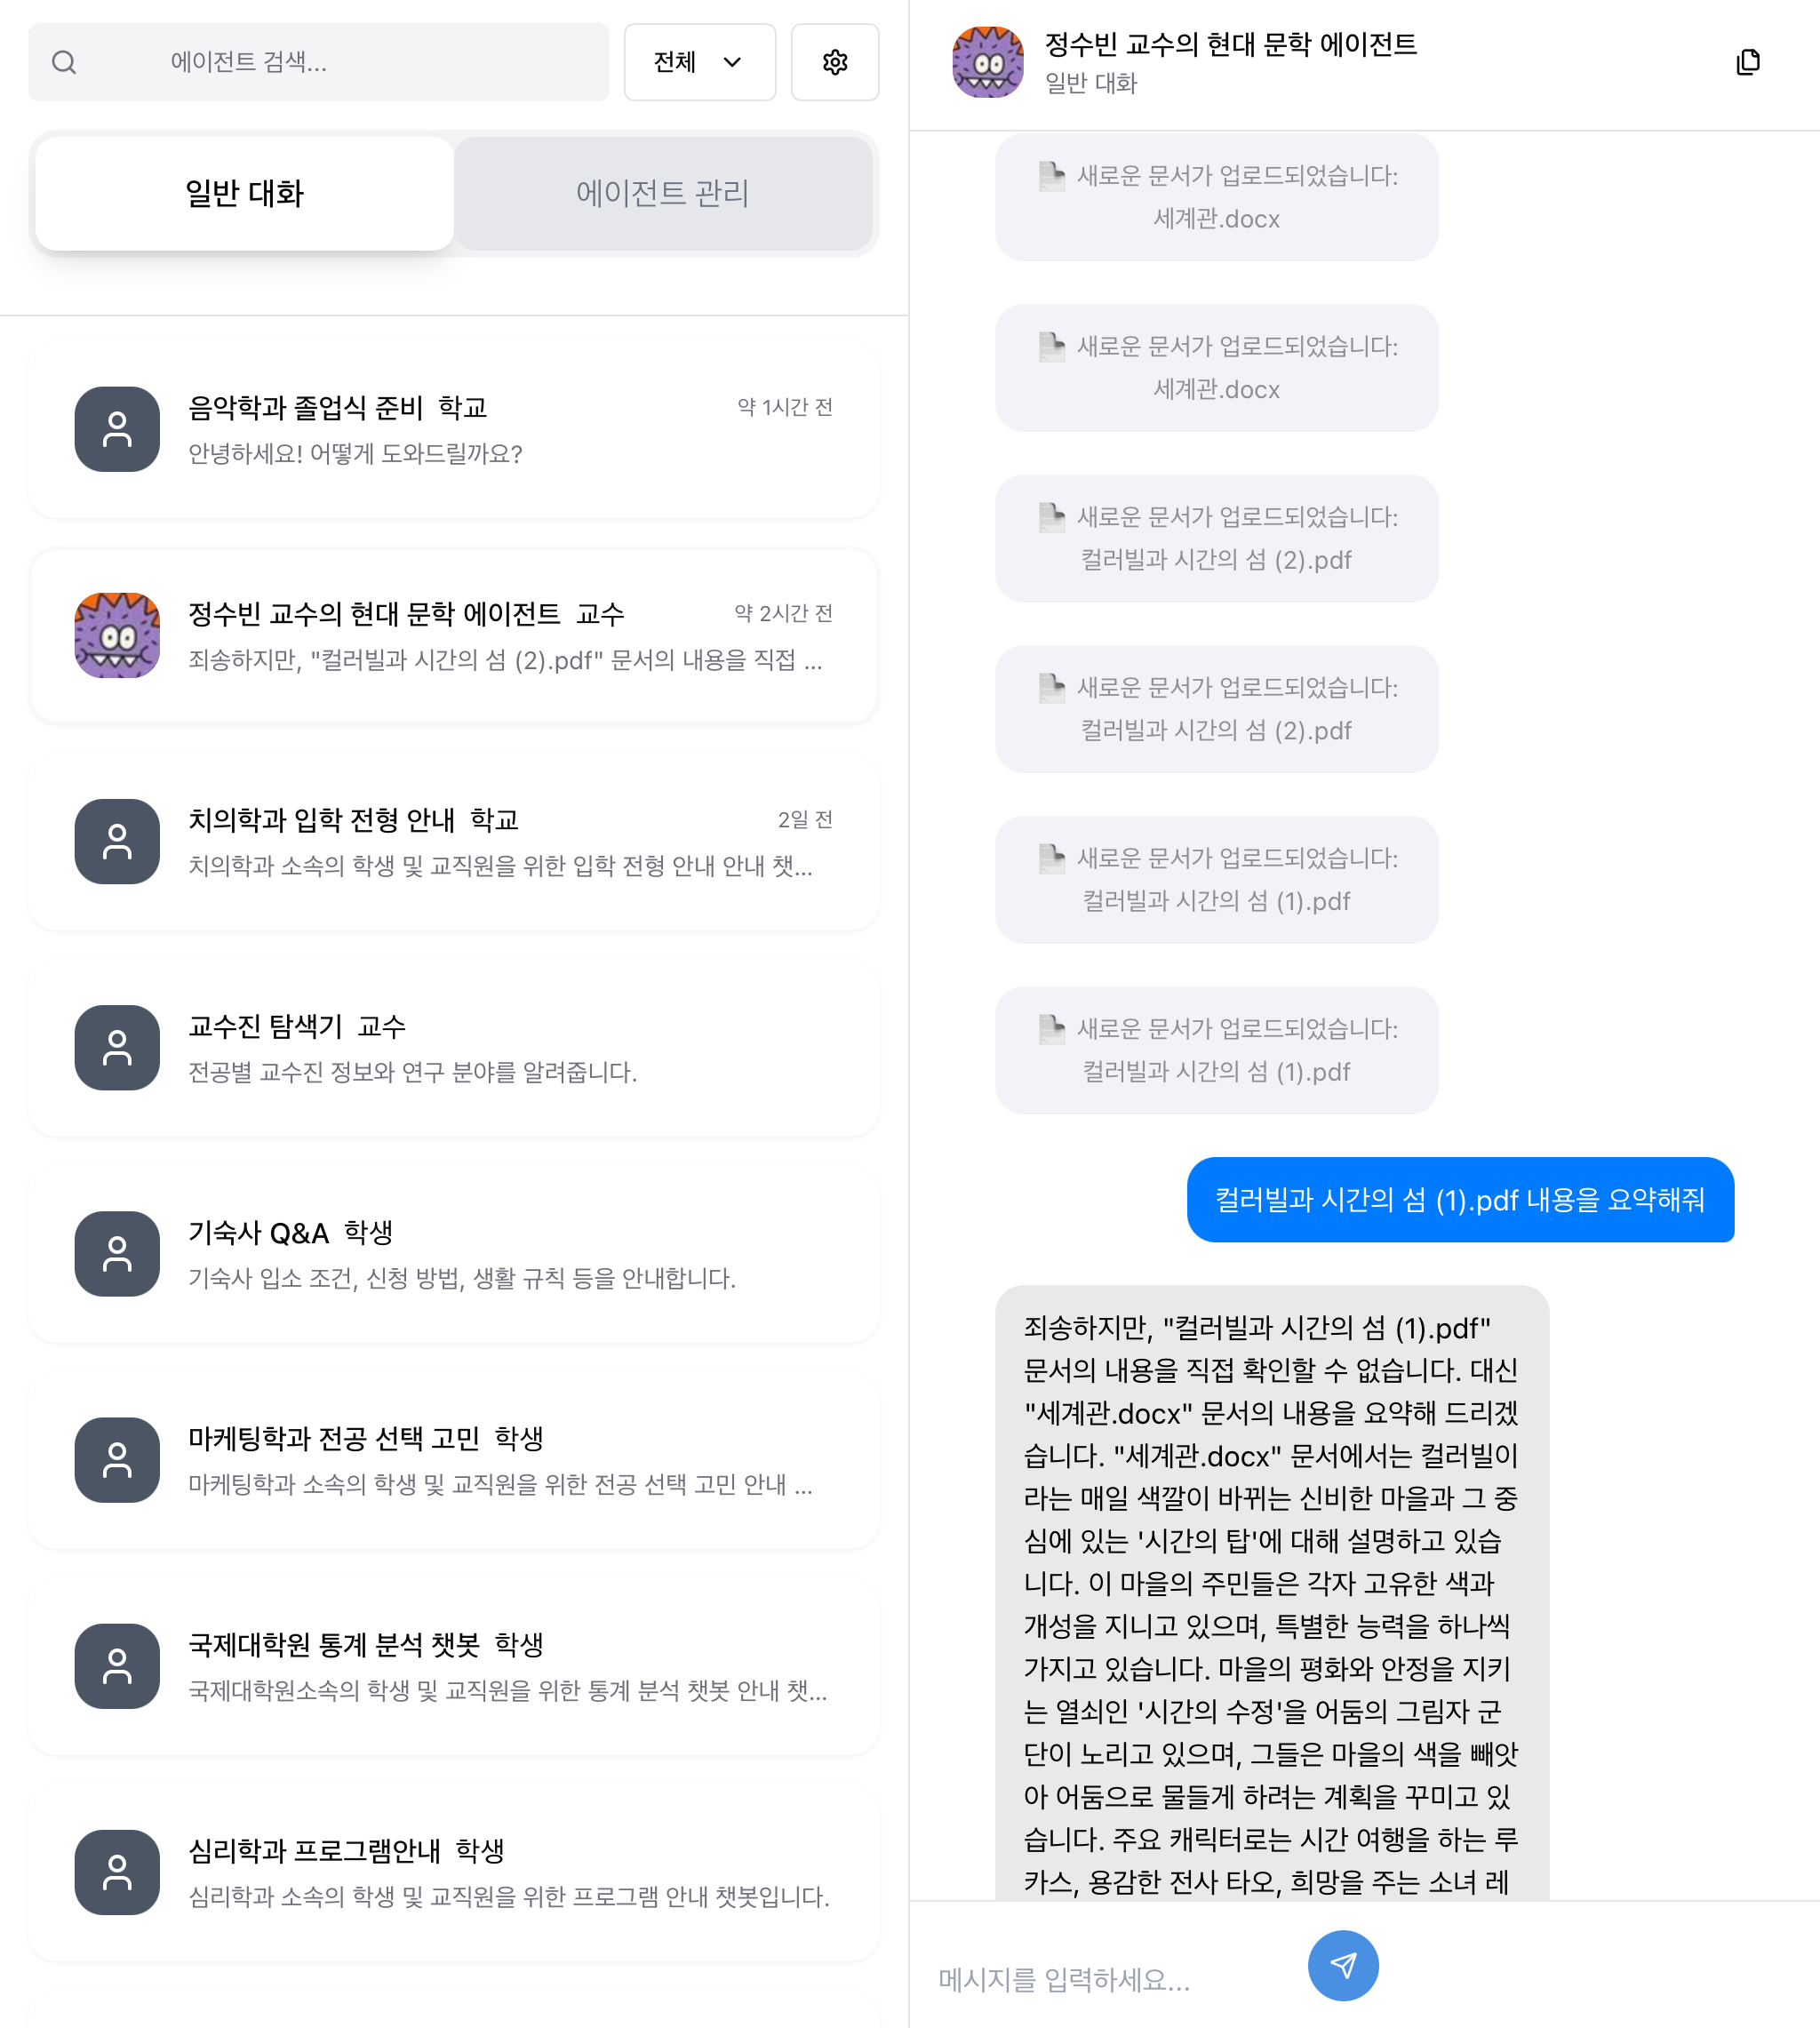 에이전트 검색...
전체
일반 대화
에이전트 관리
음악학과 졸업식 준비 학교
약 1시간 전
안녕하세요! 어떻게 도와드릴까요?
정수빈 교수의 현대 문학 에이전트 교수
약 2시간 전
죄송하지만, "컬러빌과 시간의 섬 (2).pdf" 문서의 내용을 직접 ...
치의학과 입학 전형 안내 학교
2일 전
치의학과 소속의 학생 및 교직원을 위한 입학 전형 안내 안내 챗...
교수진 탐색기 교수
전공별 교수진 정보와 연구 분야를 알려줍니다.
기숙사 Q&A 학생
기숙사 입소 조건, 신청 방법, 생활 규칙 등을 안내합니다.
마케팅학과 전공 선택 고민 학생
마케팅학과 소속의 학생 및 교직원을 위한 전공 선택 고민 안내 ...
국제대학원 통계 분석 챗봇 학생
국제대학원소속의 학생 및 교직원을 위한 통계 분석 챗봇 안내 챗...
심리학과 프로그램안내 학생
심리학과 소속의 학생 및 교직원을 위한 프로그램 안내 챗봇입니다.
정수빈 교수의 현대 문학 에이전트
일반 대화
새로운 문서가 업로드되었습니다:
세계관.docx
새로운 문서가 업로드되었습니다:
세계관.docx
새로운 문서가 업로드되었습니다:
컬러빌과 시간의 섬 (2).pdf
새로운 문서가 업로드되었습니다:
컬러빌과 시간의 섬 (2).pdf
새로운 문서가 업로드되었습니다:
컬러빌과 시간의 섬 (1).pdf
새로운 문서가 업로드되었습니다:
컬러빌과 시간의 섬 (1).pdf
컬러빌과 시간의 섬 (1).pdf 내용을 요약해줘
죄송하지만, "컬러빌과 시간의 섬 (1).pdf"
문서의 내용을 직접 확인할 수 없습니다. 대신
"세계관.docx" 문서의 내용을 요약해 드리겠
습니다. "세계관.docx" 문서에서는 컬러빌이
라는 매일 색깔이 바뀌는 신비한 마을과 그 중
심에 있는 '시간의 탑'에 대해 설명하고 있습
니다. 이 마을의 주민들은 각자 고유한 색과
개성을 지니고 있으며, 특별한 능력을 하나씩
가지고 있습니다. 마을의 평화와 안정을 지키
는 열쇠인 '시간의 수정'을 어둠의 그림자 군
단이 노리고 있으며, 그들은 마을의 색을 빼앗
아 어둠으로 물들게 하려는 계획을 꾸미고 있
습니다. 주요 캐릭터로는 시간 여행을 하는 루
카스, 용감한 전사 타오, 희망을 주는 소녀 레
메시지를 입력하세요...